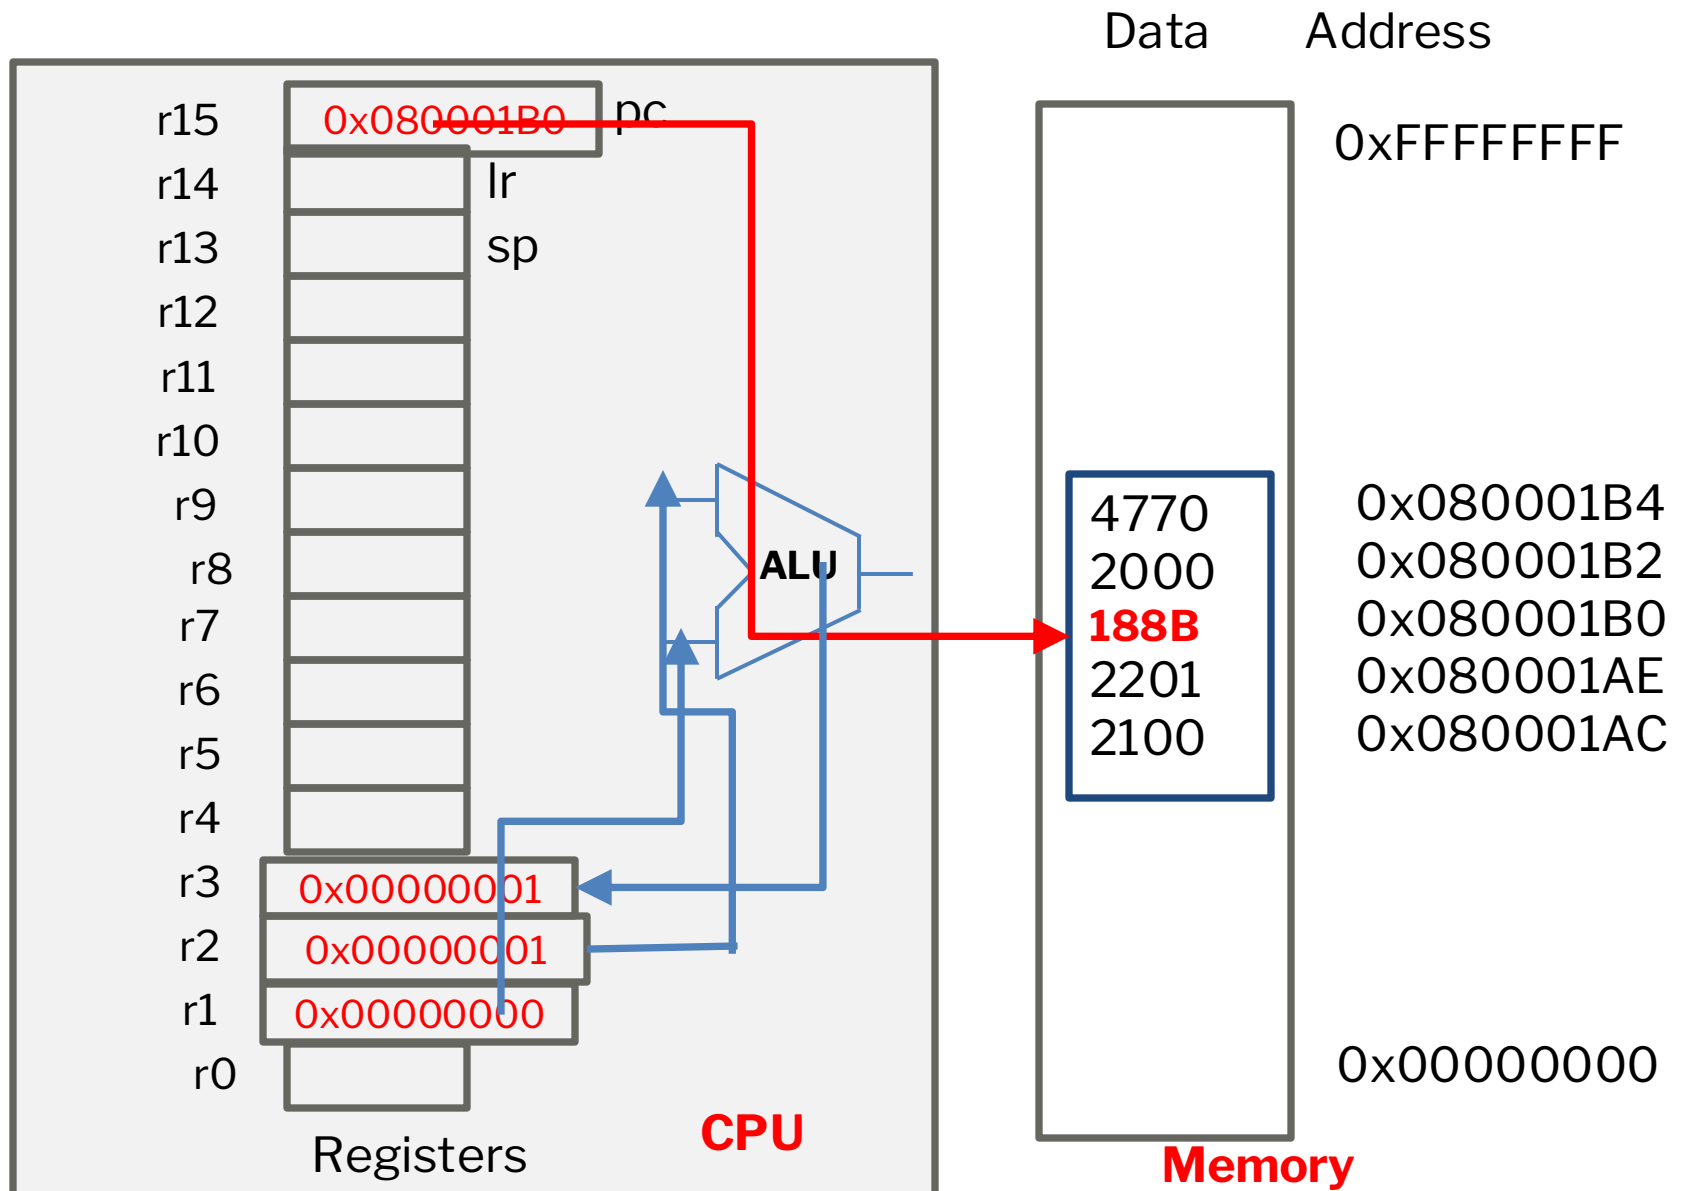 Data Address
r15 0x080001B0 pc
r14 lr
r13 sp
r12
r11
r10
r9
r8
r7
r6
r5
r4
r3 0x00000001
r2 0x00000001
r1 0x00000000
r0
Registers
CPU
ALU
0xFFFFFFFF
4770 0x080001B4
2000 0x080001B2
188B 0x080001B0
2201 0x080001AE
2100 0x080001AC
0x00000000
Memory